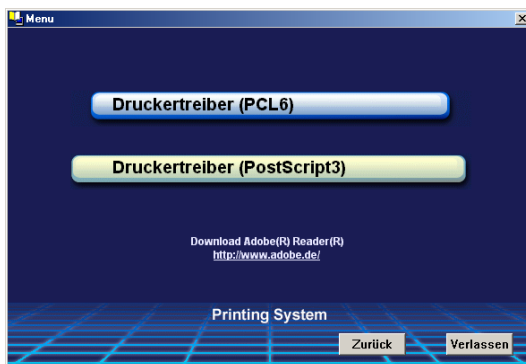 Menu
Druckertreiber (PCL6)
Druckertreiber (PostScript3)
Download Adobe(R) Reader(R)
http://www.adobe.de/
Printing System
Zurück Verlassen